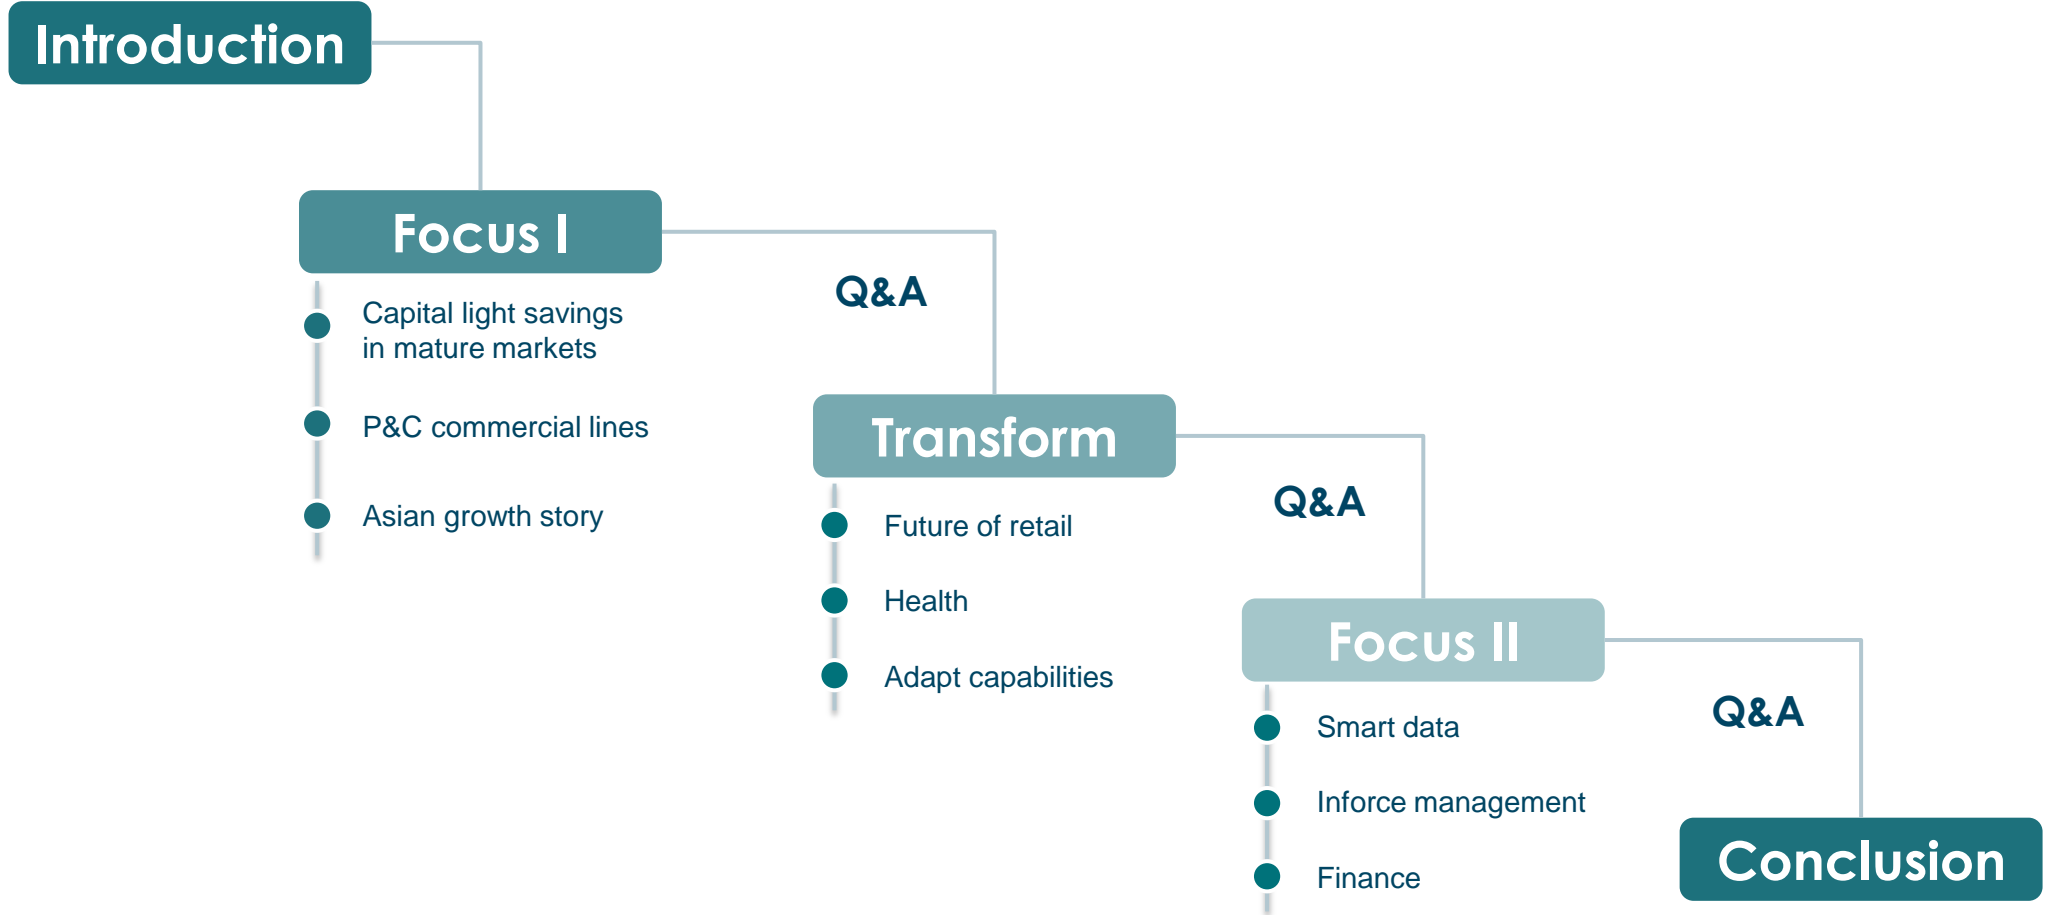 Introduction
Focus I
Capital light savings
in mature markets
P&C commercial lines
Asian growth story
Q&A
Transform
Future of retail
Health
Adapt capabilities
Q&A
Focus II
Smart data
Inforce management
Finance
Q&A
Conclusion